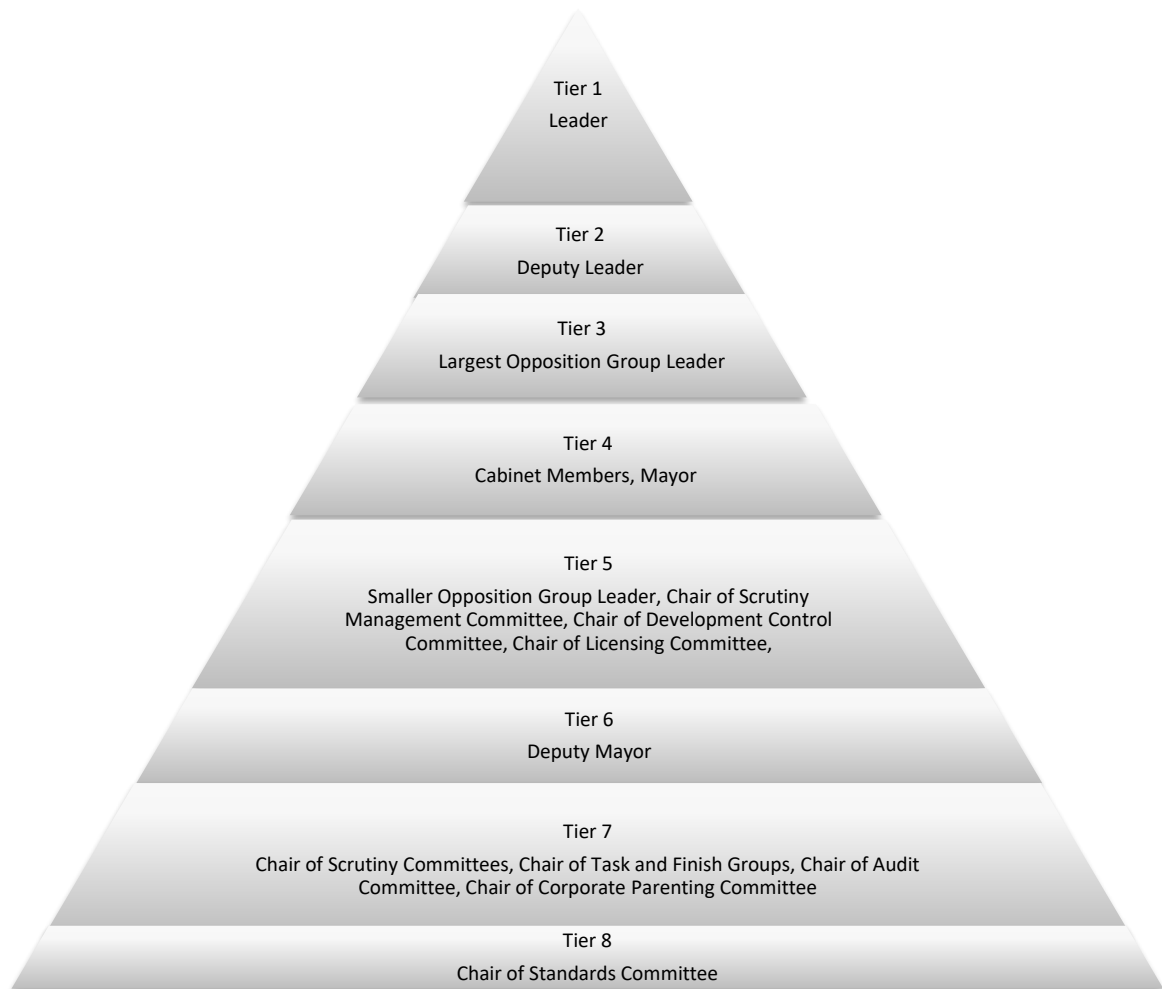 Tier 1
Leader
Tier 2
Deputy Leader
Tier 3
Largest Opposition Group Leader
Tier 4
Cabinet Members, Mayor
Tier 5
Smaller Opposition Group Leader, Chair of Scrutiny
Management Committee, Chair of Development Control
Committee, Chair of Licensing Committee,
Tier 6
Deputy Mayor
Tier 7
Chair of Scrutiny Committees, Chair of Task and Finish Groups, Chair of Audit
Committee, Chair of Corporate Parenting Committee
Tier 8
Chair of Standards Committee